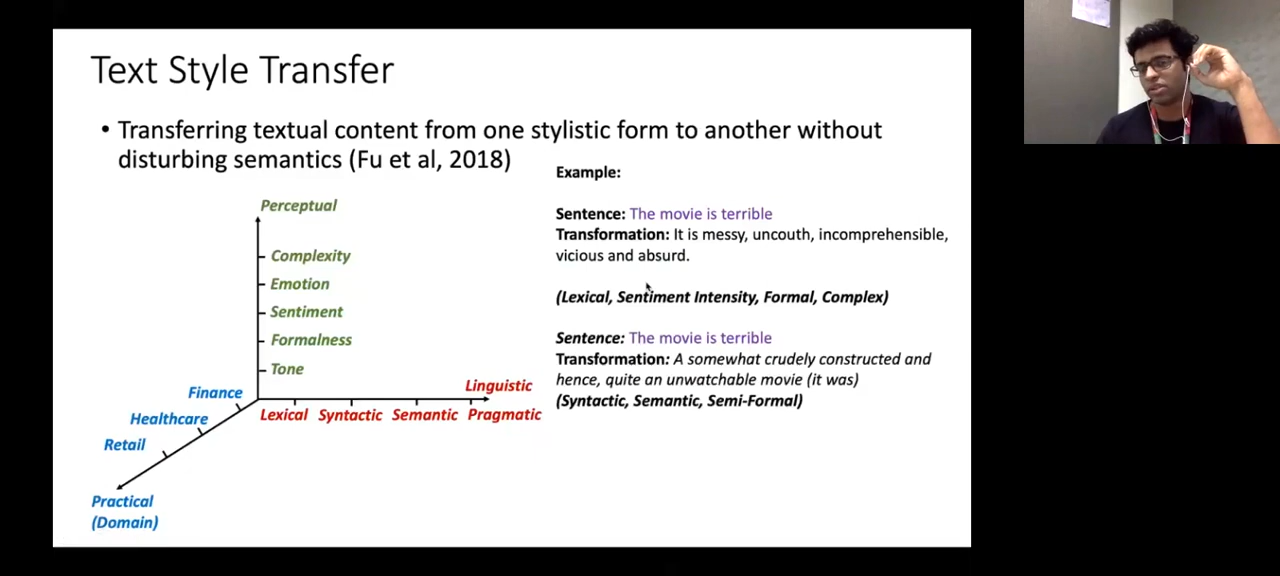 Text Style Transfer
• Transferring textual content from one stylistic form to another without
disturbing semantics (Fu et al, 2018)
Perceptual
Complexity
Emotion
Sentiment
Formalness
Tone
Linguistic
Lexical Syntactic Semantic Pragmatic
Finance
Healthcare
Retail
Practical
(Domain)
Example:
Sentence: The movie is terrible
Transformation: It is messy, uncouth, incomprehensible,
vicious and absurd.
(Lexical, Sentiment Intensity, Formal, Complex)
Sentence: The movie is terrible
Transformation: A somewhat crudely constructed and
hence, quite an unwatchable movie (it was)
(Syntactic, Semantic, Semi-Formal)